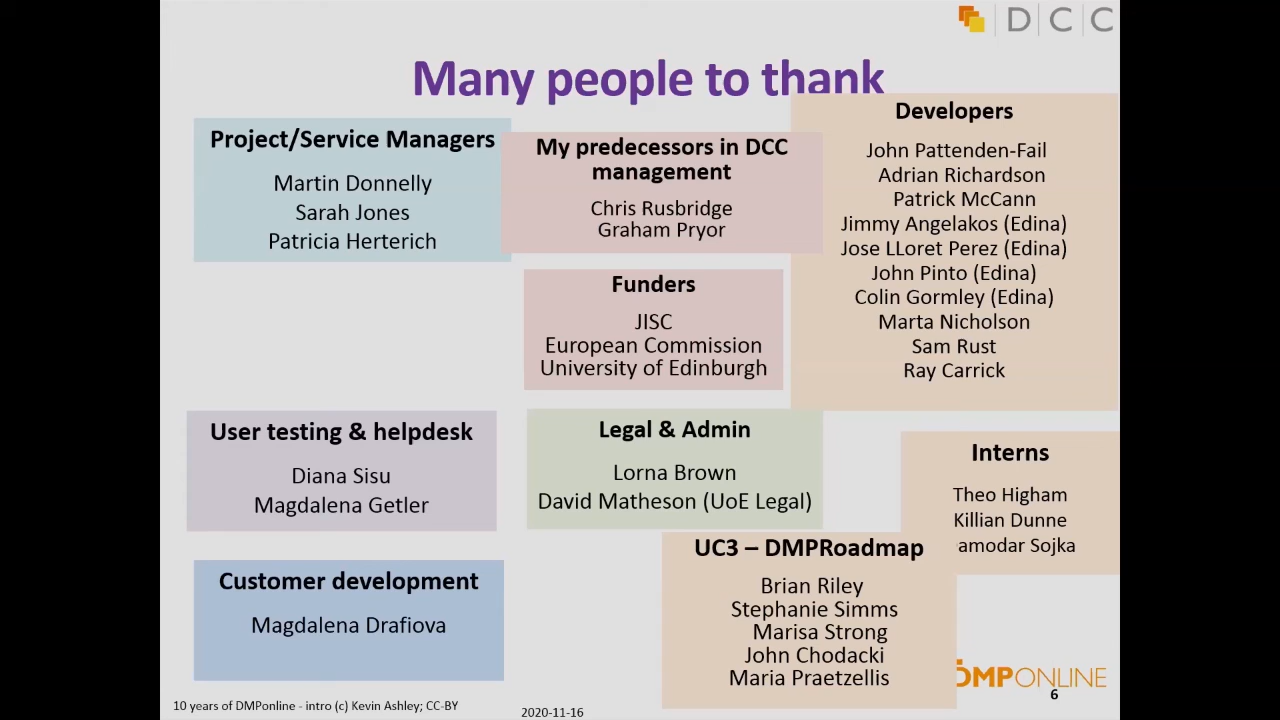 DCC
Many people to thank
Project/Service Managers
Martin Donnelly
Sarah Jones
Patricia Herterich
My predecessors in DCC
management
Chris Rusbridge
Graham Pryor
Developers
John Pattenden-Fail
Adrian Richardson
Patrick McCann
Jimmy Angelakos (Edina)
Jose LLoret Perez (Edina)
John Pinto (Edina)
Colin Gormley (Edina)
Marta Nicholson
Sam Rust
Ray Carrick
Funders
JISC
European Commission
University of Edinburgh
User testing & helpdesk
Diana Sisu
Magdalena Getler
Legal & Admin
Lorna Brown
David Matheson (UoE Legal)
Interns
Theo Higham
Killian Dunne
amodar Sojka
Customer development
Magdalena Drafiova
UC3 – DMPRoadmap
Brian Riley
Stephanie Simms
Marisa Strong
John Chodacki
Maria Praetzellis
DMPONLINE
6
10 years of DMPonline - intro (c) Kevin Ashley; CC-BY
2020-11-16